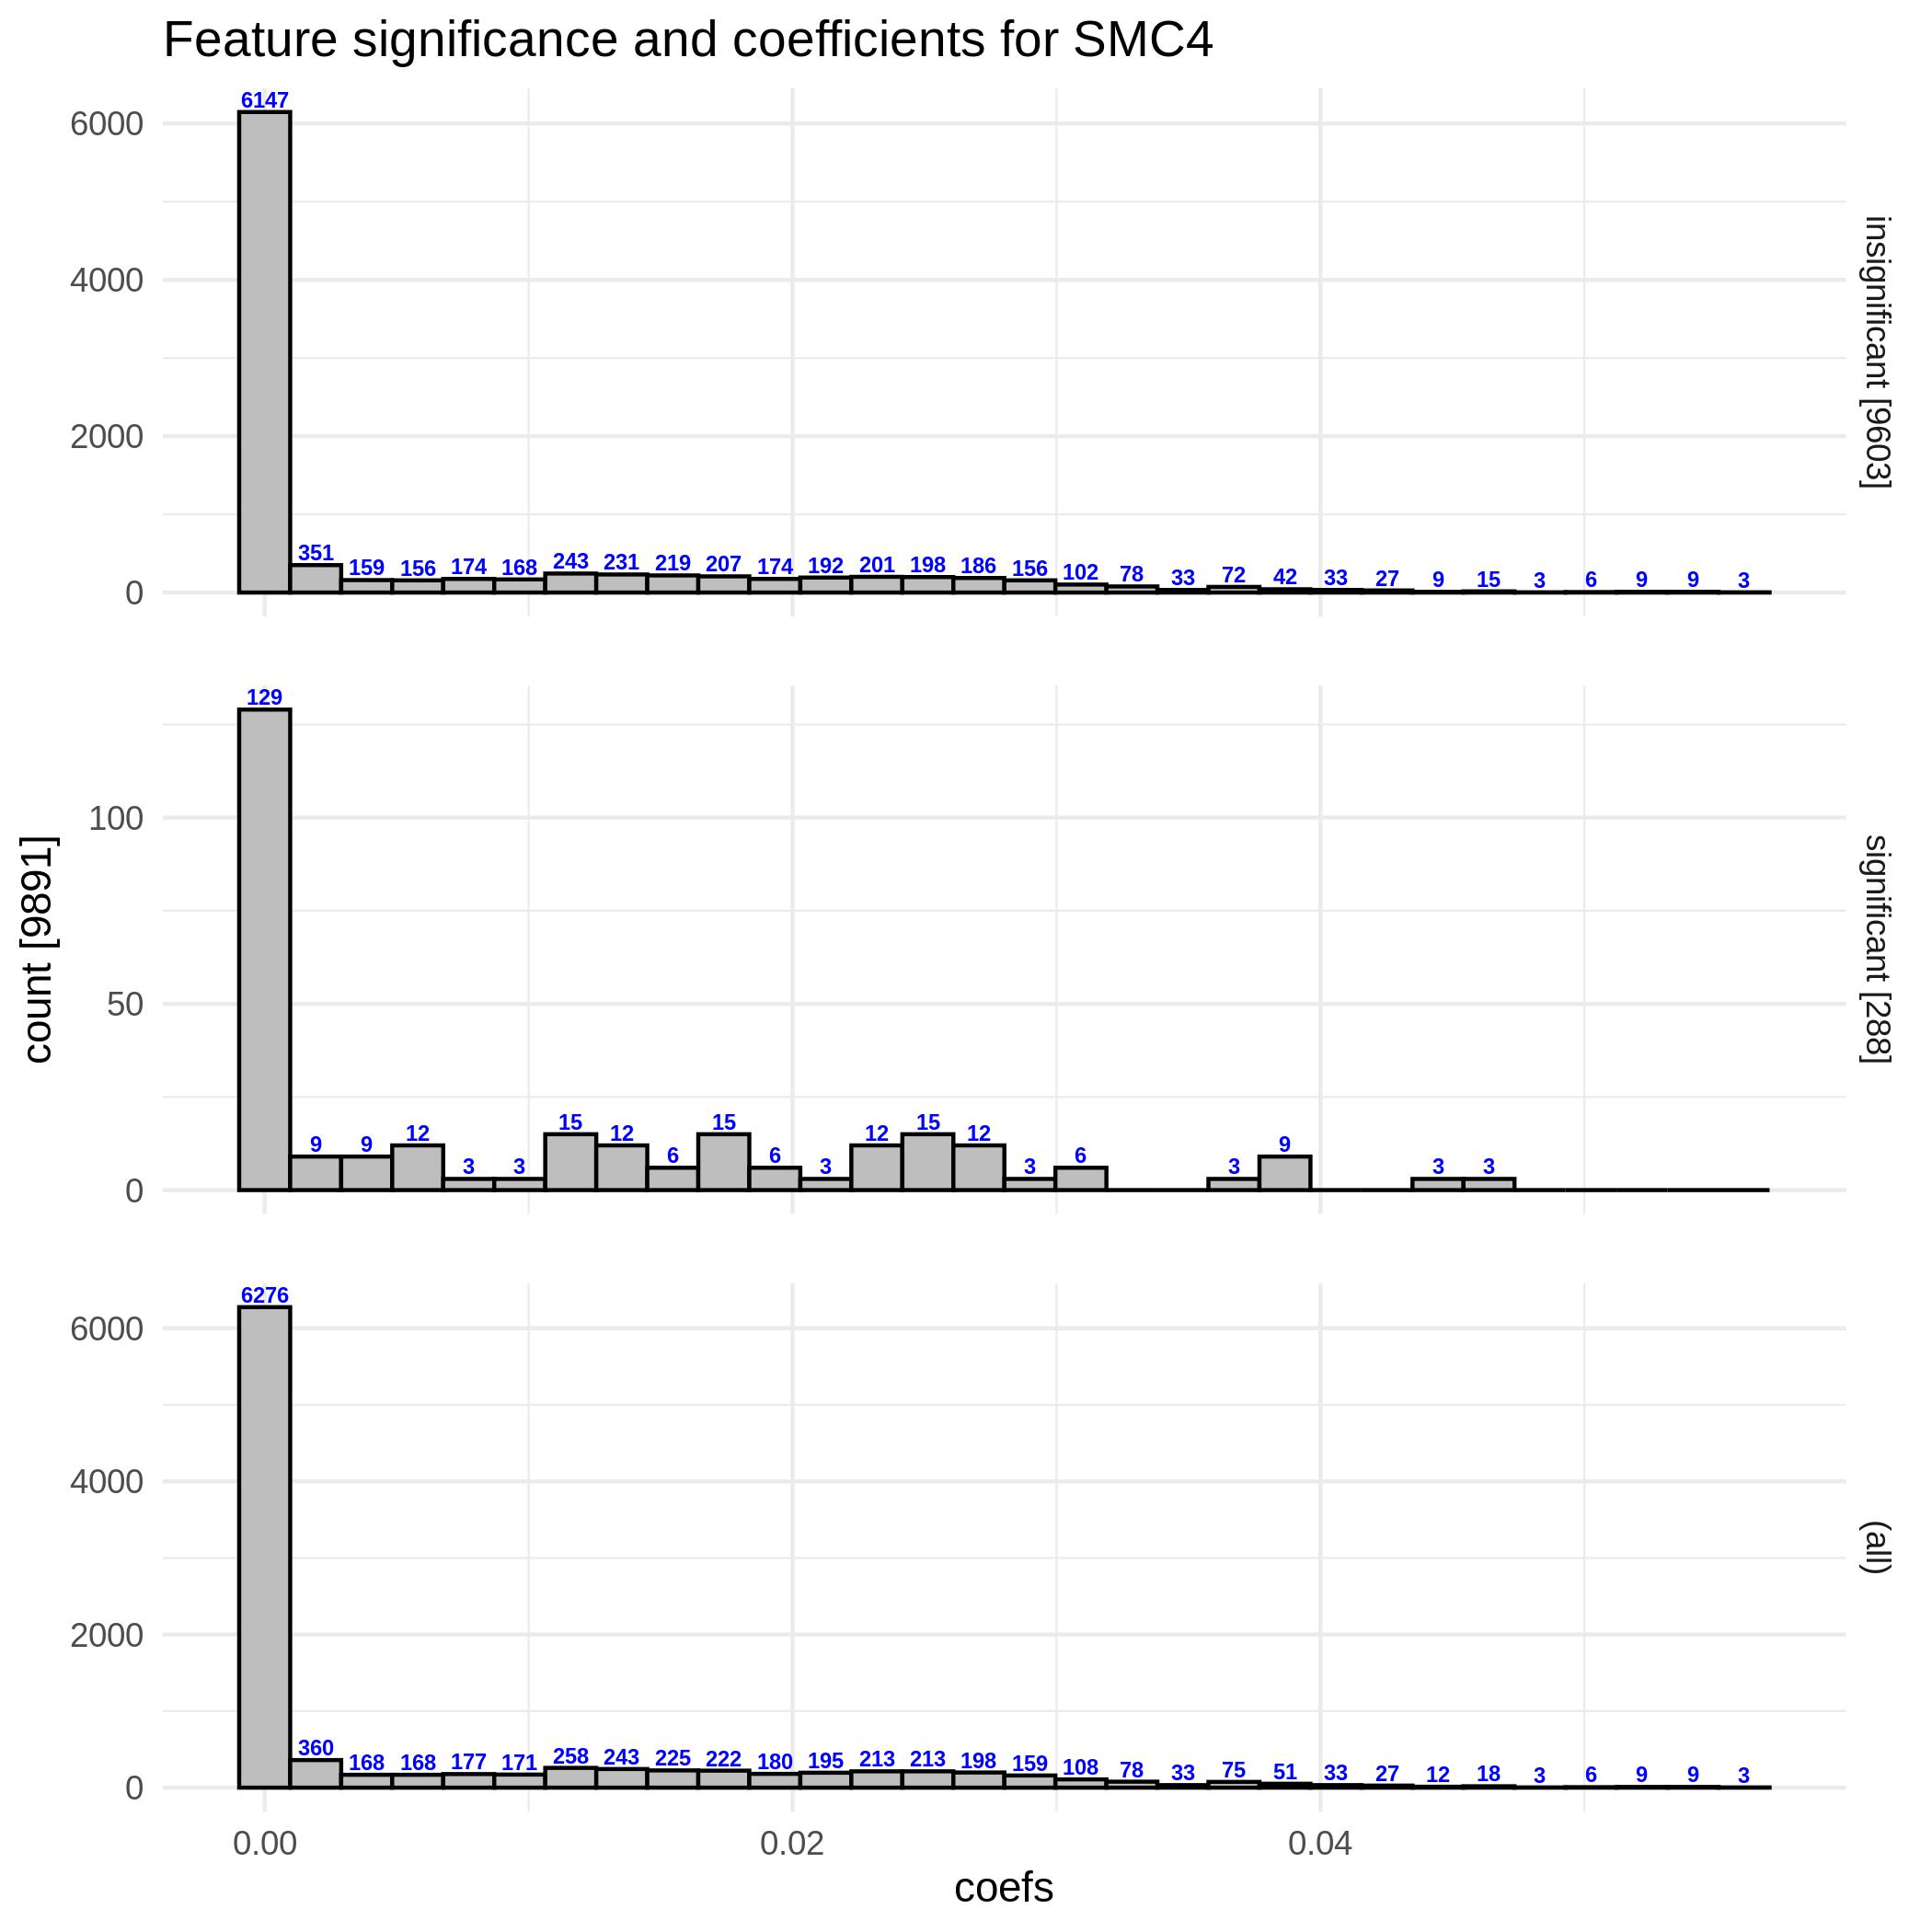 Feature significance and coefficients for SMC4
6147
6000
4000
2000
0
351 159 156 174 168 243 231 219 207 174 192 201 198 186 156 102 78 33 72 42 33 27 9 15 3 6 9 9 3
insignificant [9603]
129
100
50
0
9 9 12 3 3 15 12 6 15 6 3 12 15 12 3 6 3 9 3 3
significant [288]
count [9891]
6276
6000
4000
2000
0
360 168 168 177 171 258 243 225 222 180 195 213 213 198 159 108 78 33 75 51 33 27 12 18 3 6 9 9 3
(all)
0.00 0.02 0.04
coefs